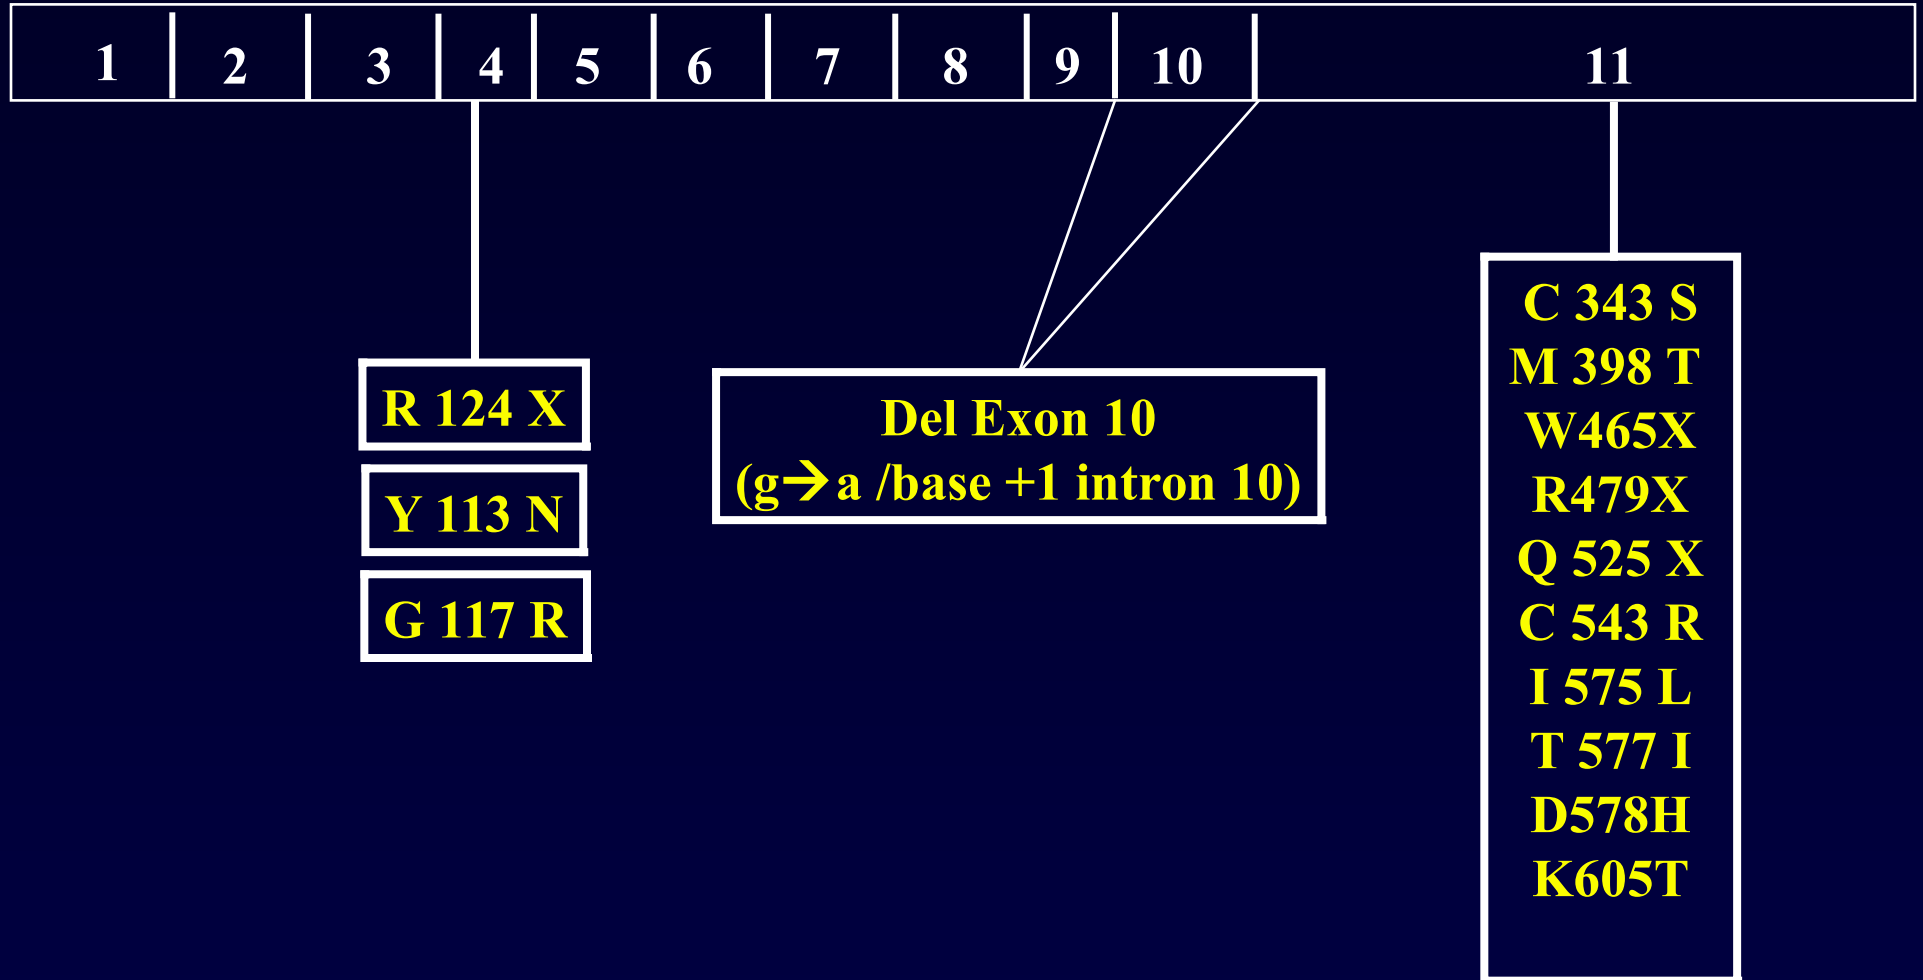 1 2 3 4 5 6 7 8 9 10 11
R 124 X
Y 113 N
G 117 R
Del Exon 10
(g→a /base +1 intron 10)
C 343 S
M 398 T
W465X
R479X
Q 525 X
C 543 R
I 575 L
T 577 I
D578H
K605T